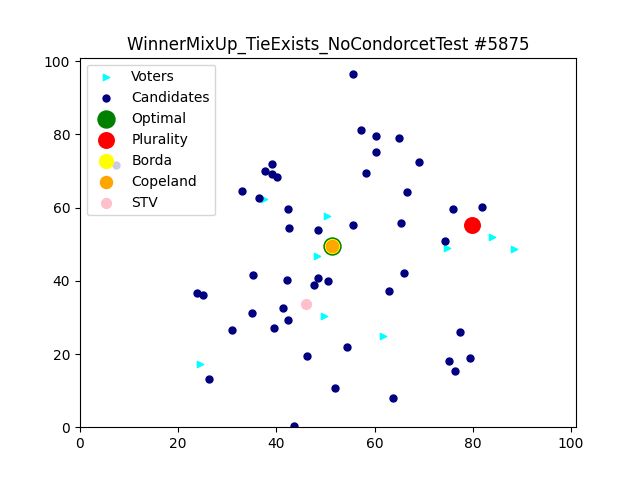 WinnerMixUp_TieExists_NoCondorcetTest #5875
Voters
Candidates
Optimal
Plurality
Borda
Copeland
STV
100
80
60
40
20
0
0 20 40 60 80 100